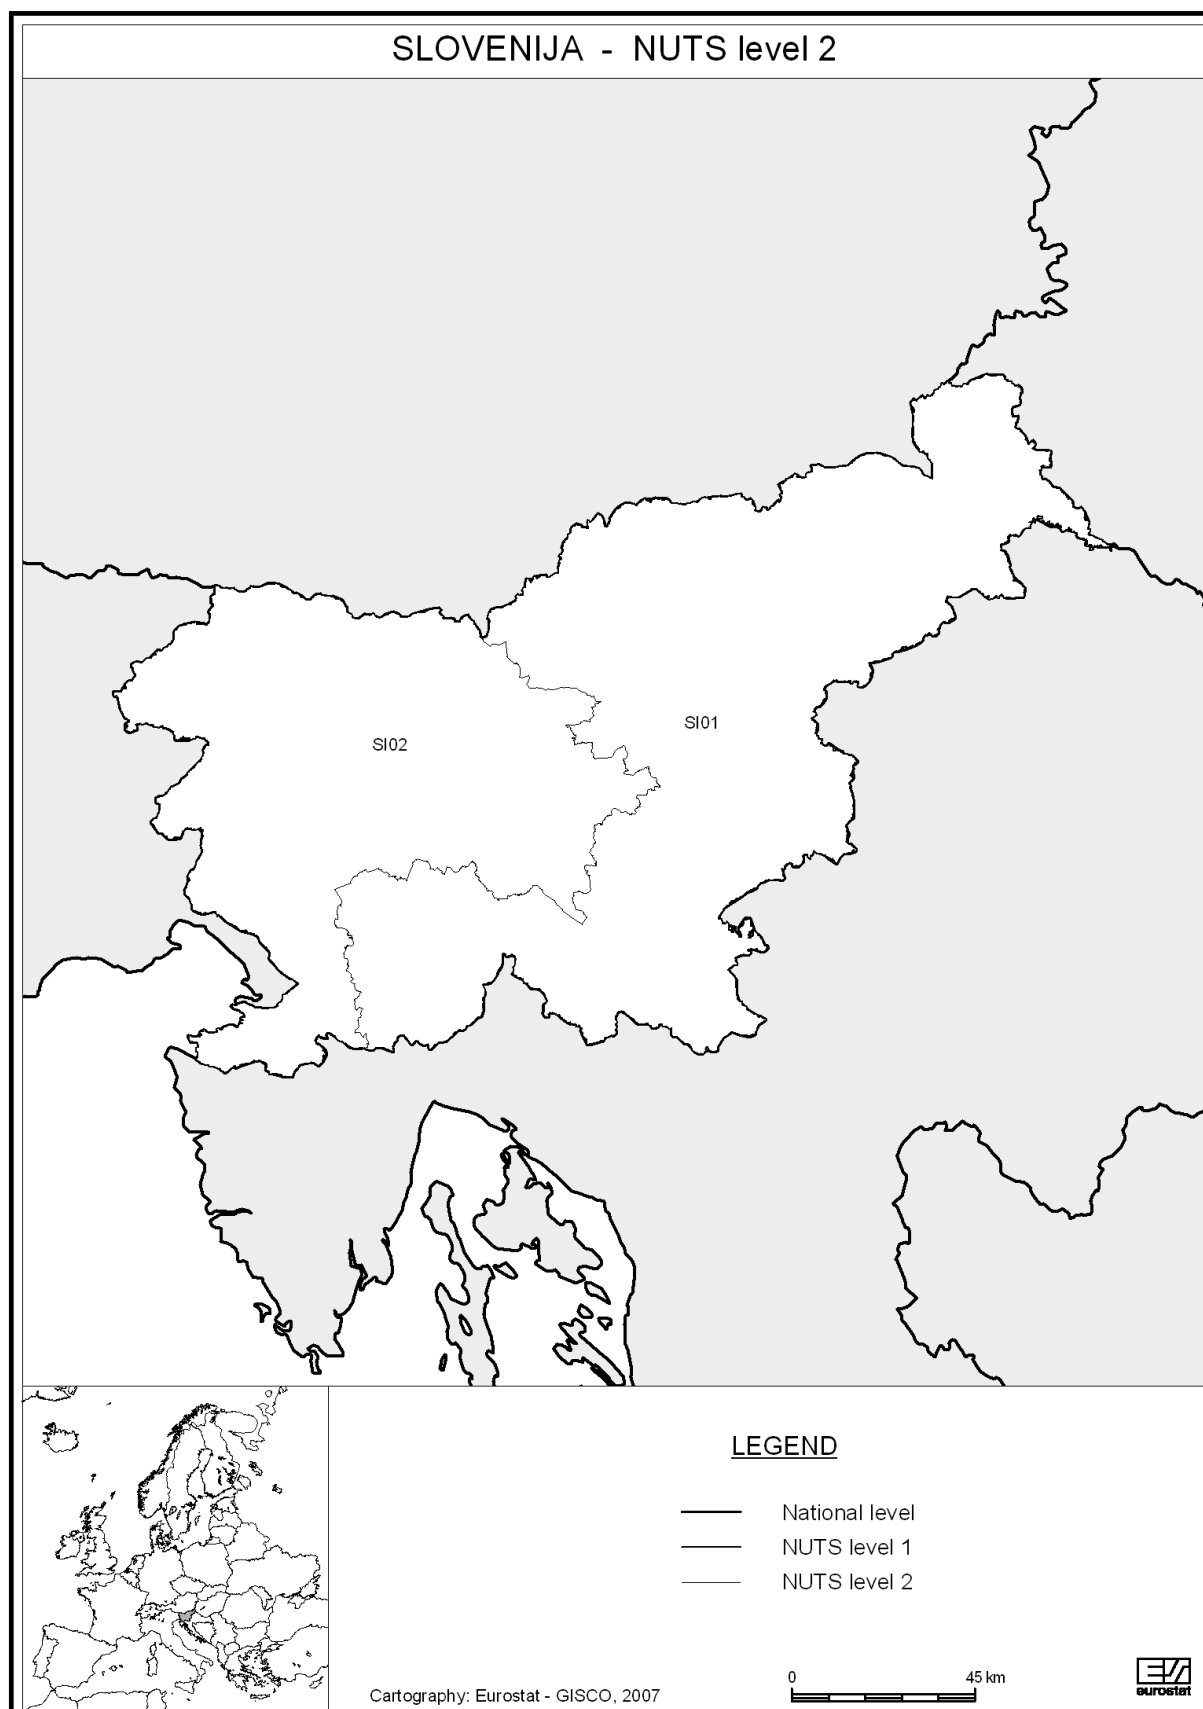 SLOVENIJA - NUTS level 2
SI01
SI02
LEGEND
National level
NUTS level 1
NUTS level 2
0 45 km
Cartography: Eurostat - GISCO, 2007
eurostat